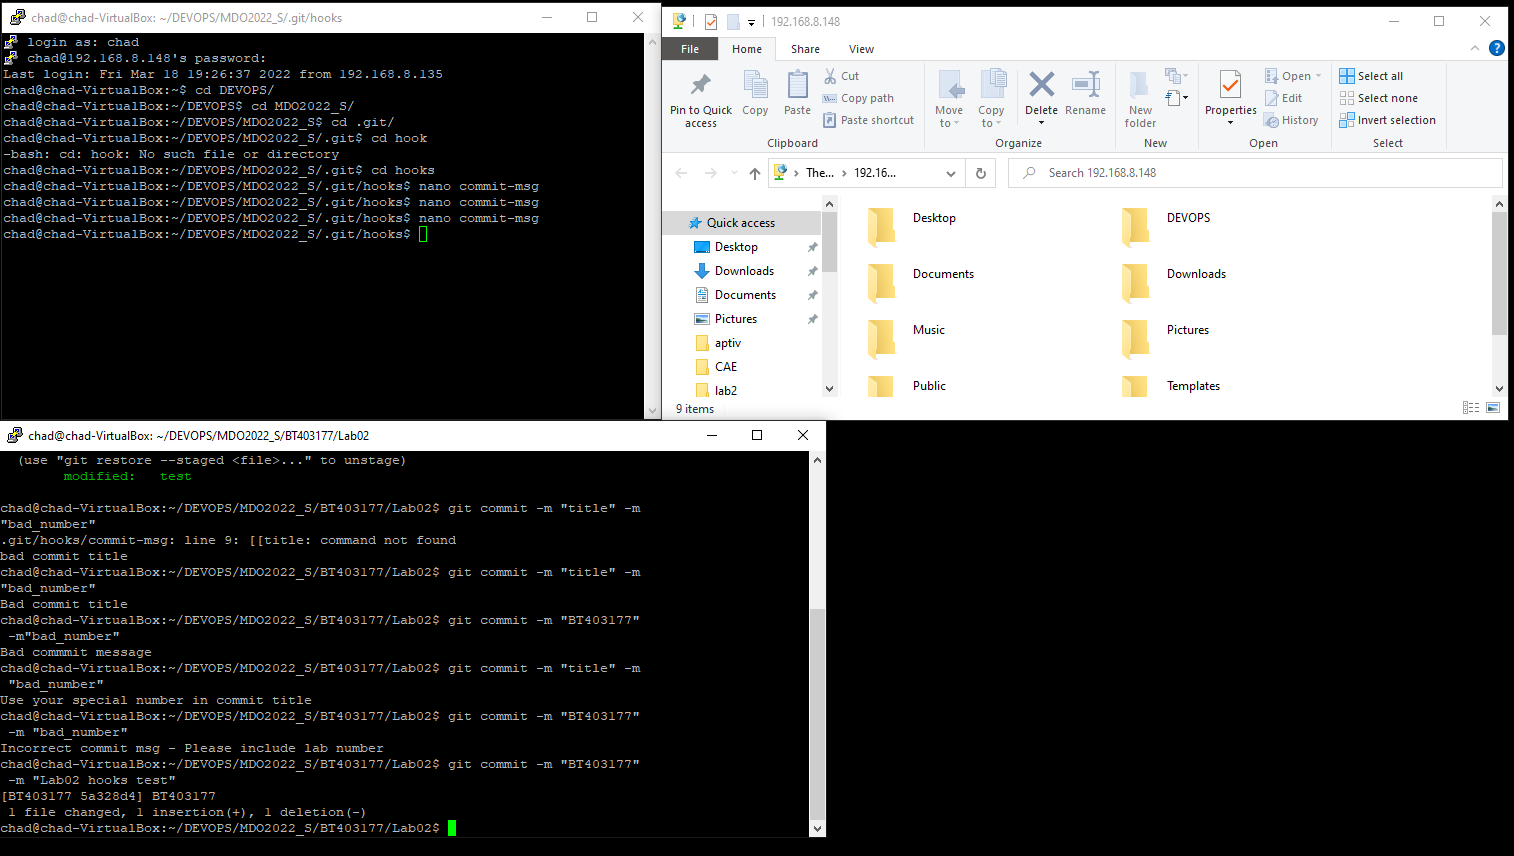 chad@chad-VirtualBox: ~/DEVOPS/MDO2022_S/.git/hooks
login as: chad
chad@192.168.8.148's password:
Last login: Fri Mar 18 19:26:37 2022 from 192.168.8.135
chad@chad-VirtualBox:~$ cd DEVOPS/
chad@chad-VirtualBox:~/DEVOPS$ cd MDO2022_S/
chad@chad-VirtualBox:~/DEVOPS/MDO2022_S$ cd .git/
chad@chad-VirtualBox:~/DEVOPS/MDO2022_S/.git$ cd hook
-bash: cd: hook: No such file or directory
chad@chad-VirtualBox:~/DEVOPS/MDO2022_S/.git$ cd hooks
chad@chad-VirtualBox:~/DEVOPS/MDO2022_S/.git/hooks$ nano commit-msg
chad@chad-VirtualBox:~/DEVOPS/MDO2022_S/.git/hooks$ nano commit-msg
chad@chad-VirtualBox:~/DEVOPS/MDO2022_S/.git/hooks$ nano commit-msg
chad@chad-VirtualBox:~/DEVOPS/MDO2022_S/.git/hooks$
192.168.8.148
File Home Share View
Pin to Quick access
Copy
Paste
Cut
Copy path
Paste shortcut
Clipboard
Move to
Copy to
Delete
Rename
Organize
New folder
New
Properties
Open
Edit
History
Open
Select all
Select none
Invert selection
Select
The... 192.16...
Search 192.168.8.148
Quick access
Desktop
Downloads
Documents
Pictures
aptiv
CAE
lab2
Desktop DEVOPS
Documents Downloads
Music Pictures
Public Templates
9 items
chad@chad-VirtualBox: ~/DEVOPS/MDO2022_S/BT403177/Lab02
(use "git restore --staged <file>..." to unstage)
modified: test
chad@chad-VirtualBox:~/DEVOPS/MDO2022_S/BT403177/Lab02$ git commit -m "title" -m
"bad_number"
.git/hooks/commit-msg: line 9: [[title: command not found
bad commit title
chad@chad-VirtualBox:~/DEVOPS/MDO2022_S/BT403177/Lab02$ git commit -m "title" -m
"bad_number"
Bad commit title
chad@chad-VirtualBox:~/DEVOPS/MDO2022_S/BT403177/Lab02$ git commit -m "BT403177"
-m"bad_number"
Bad commmit message
chad@chad-VirtualBox:~/DEVOPS/MDO2022_S/BT403177/Lab02$ git commit -m "title" -m
"bad_number"
Use your special number in commit title
chad@chad-VirtualBox:~/DEVOPS/MDO2022_S/BT403177/Lab02$ git commit -m "BT403177"
-m "bad_number"
Incorrect commit msg - Please include lab number
chad@chad-VirtualBox:~/DEVOPS/MDO2022_S/BT403177/Lab02$ git commit -m "BT403177"
-m "Lab02 hooks test"
[BT403177 5a328d4] BT403177
1 file changed, 1 insertion(+), 1 deletion(-)
chad@chad-VirtualBox:~/DEVOPS/MDO2022_S/BT403177/Lab02$